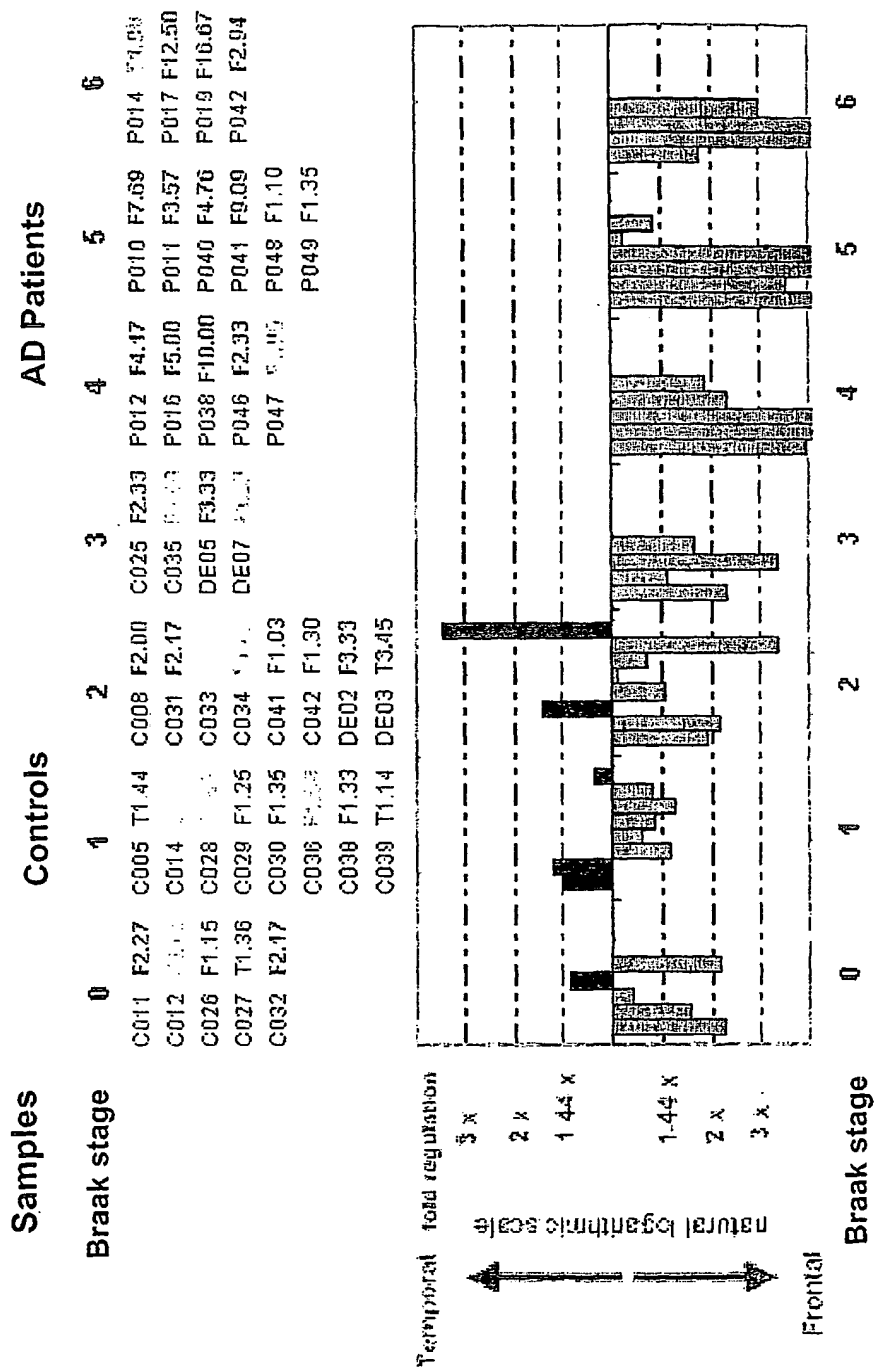 Samples Controls AD Patients
Braak stage 0 1 2 3 4 5 6
C011 F2.27 C005 T1.44 C008 F2.00 C025 F2.33 P012 F4.17 P010 F7.69 P014
C012 C014 C031 F2.17 C035 P016 F5.00 P011 F3.57 P017 F12.50
C026 F1.15 C028 C033 DE05 F3.33 P038 F10.00 P040 F4.76 P019 F16.67
C027 T1.36 C029 F1.25 C034 DE07 P046 F2.33 P041 F9.09 P042 F2.94
C032 F2.17 C030 F1.35 C041 F1.03 P047 P048 F1.10
C036 C042 F1.30 P049 F1.35
C038 F1.33 DE02 F3.33
C039 T1.14 DE03 T3.45
Temporal fold regulation
3 x
2 x
1.44 x
natural logarithmic scale
1.44 x
2 x
3 x
Frontal
Braak stage 0 1 2 3 4 5 6